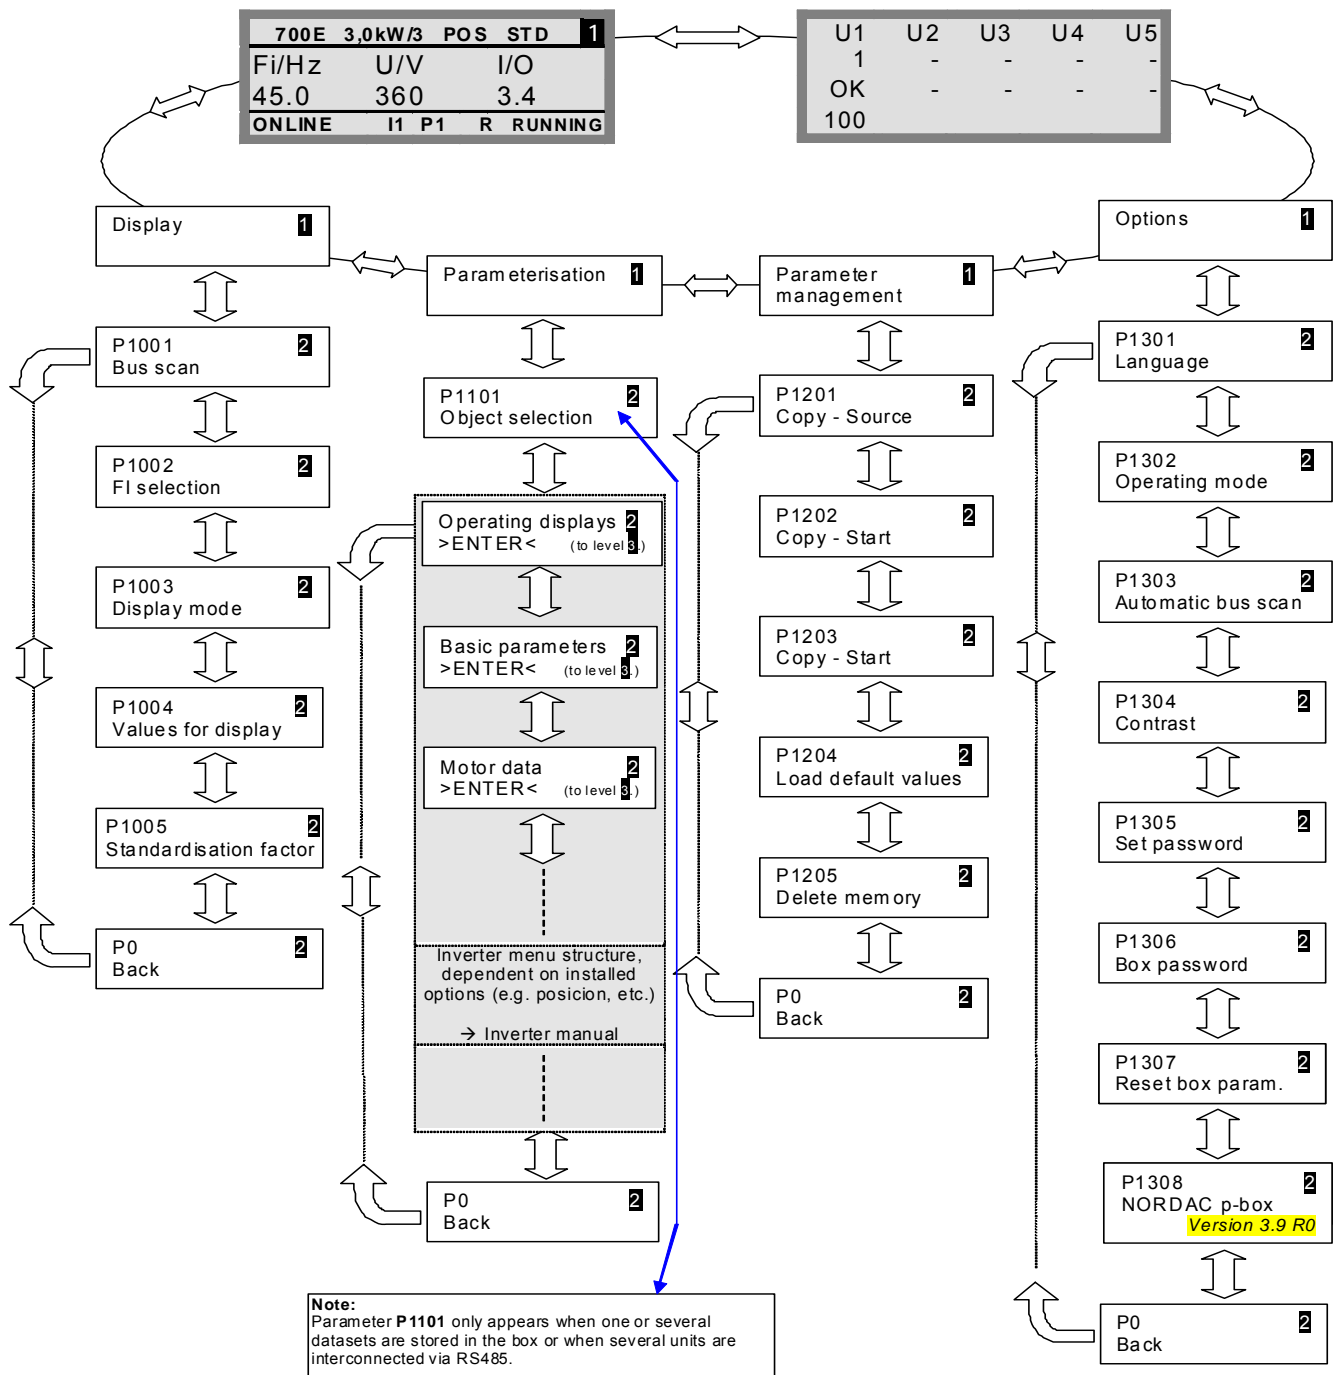 700E 3,0kW/3 POS STD 1
Fi/Hz U/V I/O
45.0 360 3.4
ONLINE I1 P1 R RUNNING
U1 U2 U3 U4 U5
1 - - - -
OK - - - -
100
Display 1
P1001 2
Bus scan
P1002 2
FI selection
P1003 2
Display mode
P1004 2
Values for display
P1005 2
Standardisation factor
P0 2
Back
Parameterisation 1
P1101 2
Object selection
Operating displays 2
>ENTER< (to level 3.)
Basic parameters 2
>ENTER< (to level 3.)
Motor data 2
>ENTER< (to level 3.)
Inverter menu structure,
dependent on installed
options (e.g. posicion, etc.)
→ Inverter manual
P0 2
Back
Parameter 1
management
P1201 2
Copy - Source
P1202 2
Copy - Start
P1203 2
Copy - Start
P1204 2
Load default values
P1205 2
Delete memory
P0 2
Back
Options 1
P1301 2
Language
P1302 2
Operating mode
P1303 2
Automatic bus scan
P1304 2
Contrast
P1305 2
Set password
P1306 2
Box password
P1307 2
Reset box param.
P1308 2
NORDAC p-box
Version 3.9 R0
P0 2
Back
Note:
Parameter P1101 only appears when one or several
datasets are stored in the box or when several units are
interconnected via RS485.